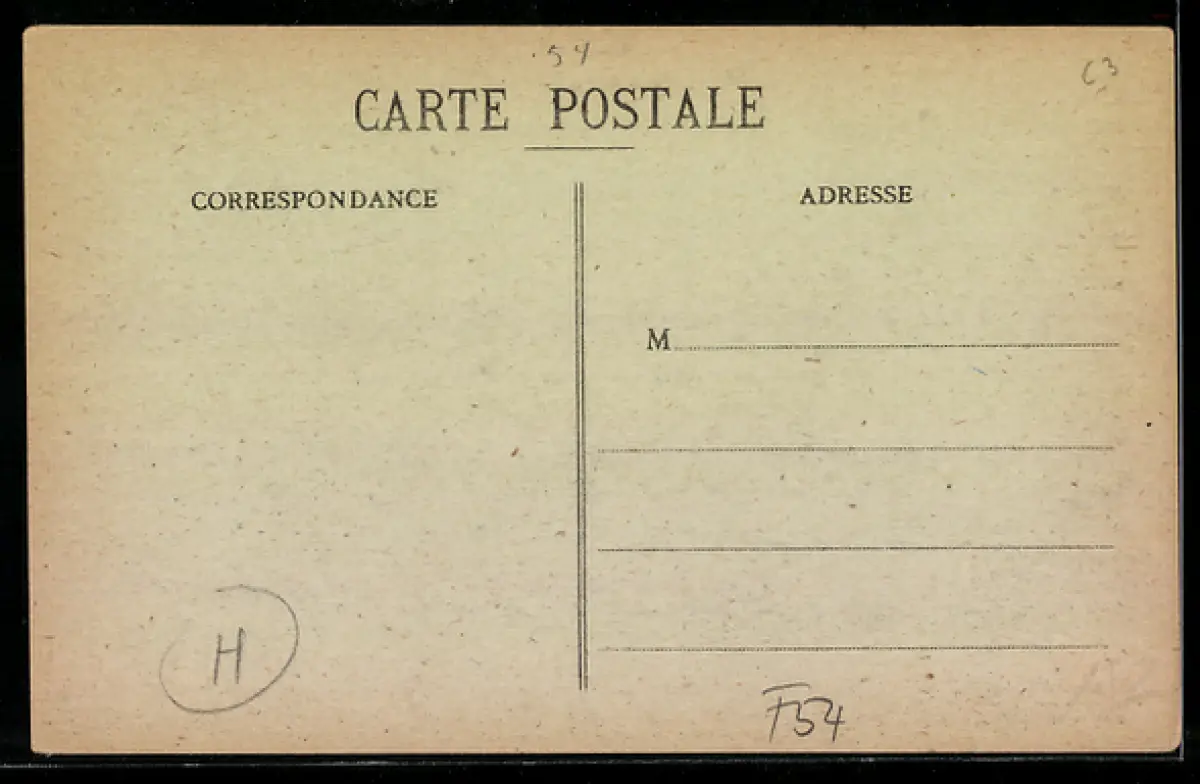 54
C3
CARTE POSTALE
CORRESPONDANCE
ADRESSE
M
H
F54